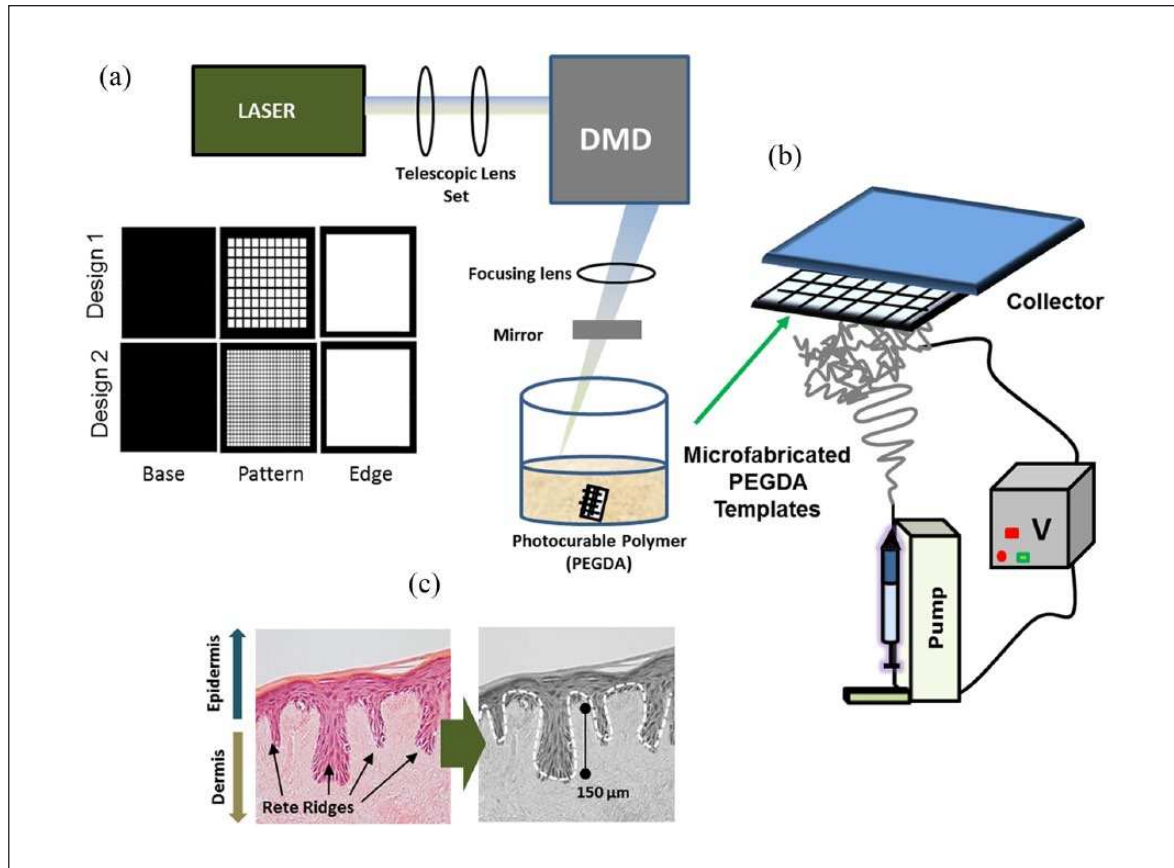 (a)
LASER
Telescopic Lens
Set
DMD
Focusing lens
Mirror
Photocurable Polymer
(PEGDA)
Design 1
Design 2
Base
Pattern
Edge
(b)
Collector
Microfabricated
PEGDA
Templates
V
Pump
(c)
Epidermis
Dermis
Rete Ridges
150 μm